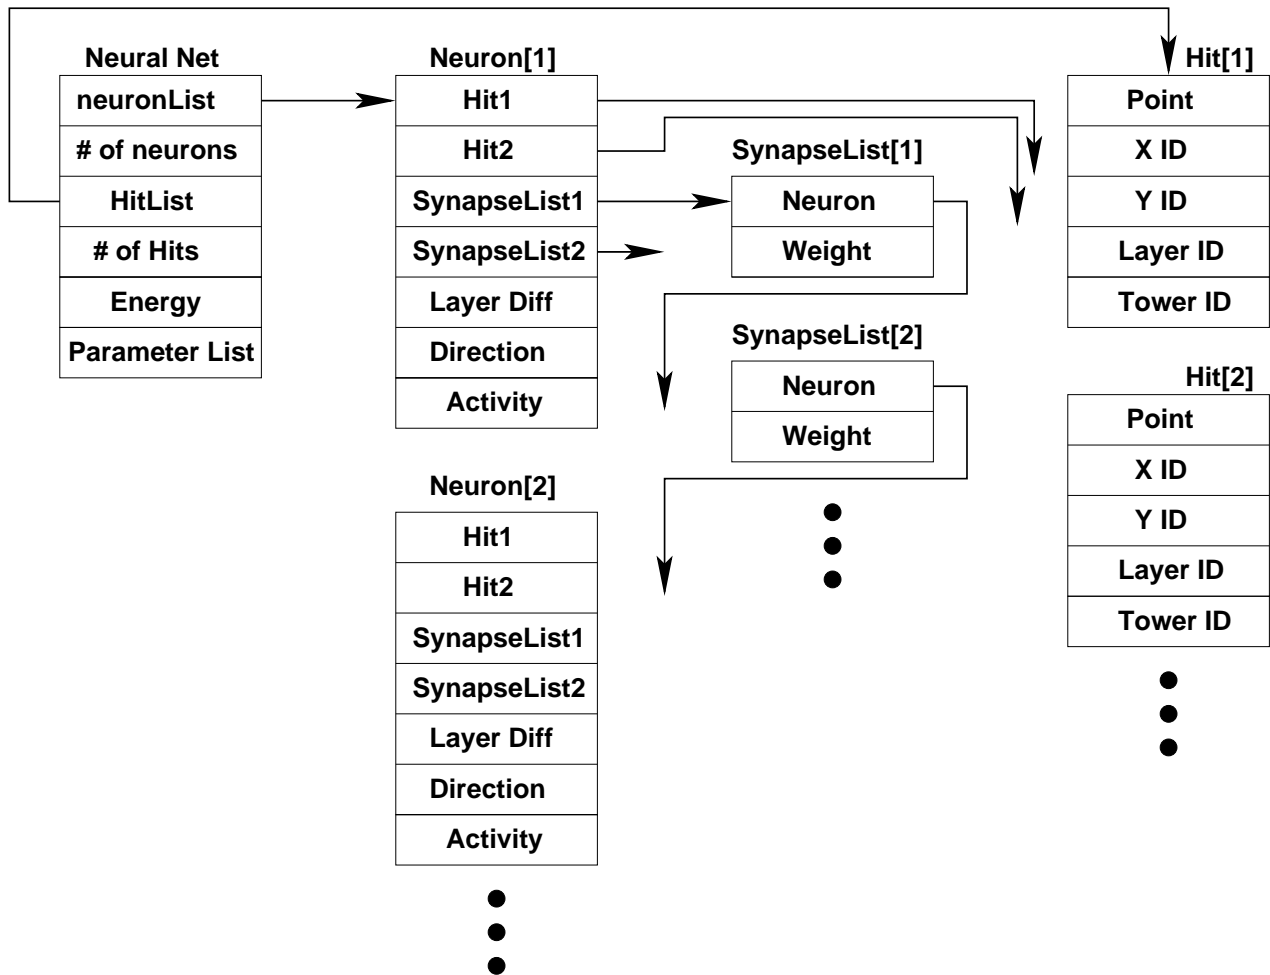 Neural Net
neuronList
# of neurons
HitList
# of Hits
Energy
Parameter List
Neuron[1]
Hit1
Hit2
SynapseList1
SynapseList2
Layer Diff
Direction
Activity
Neuron[2]
Hit1
Hit2
SynapseList1
SynapseList2
Layer Diff
Direction
Activity
SynapseList[1]
Neuron
Weight
SynapseList[2]
Neuron
Weight
Hit[1]
Point
X ID
Y ID
Layer ID
Tower ID
Hit[2]
Point
X ID
Y ID
Layer ID
Tower ID